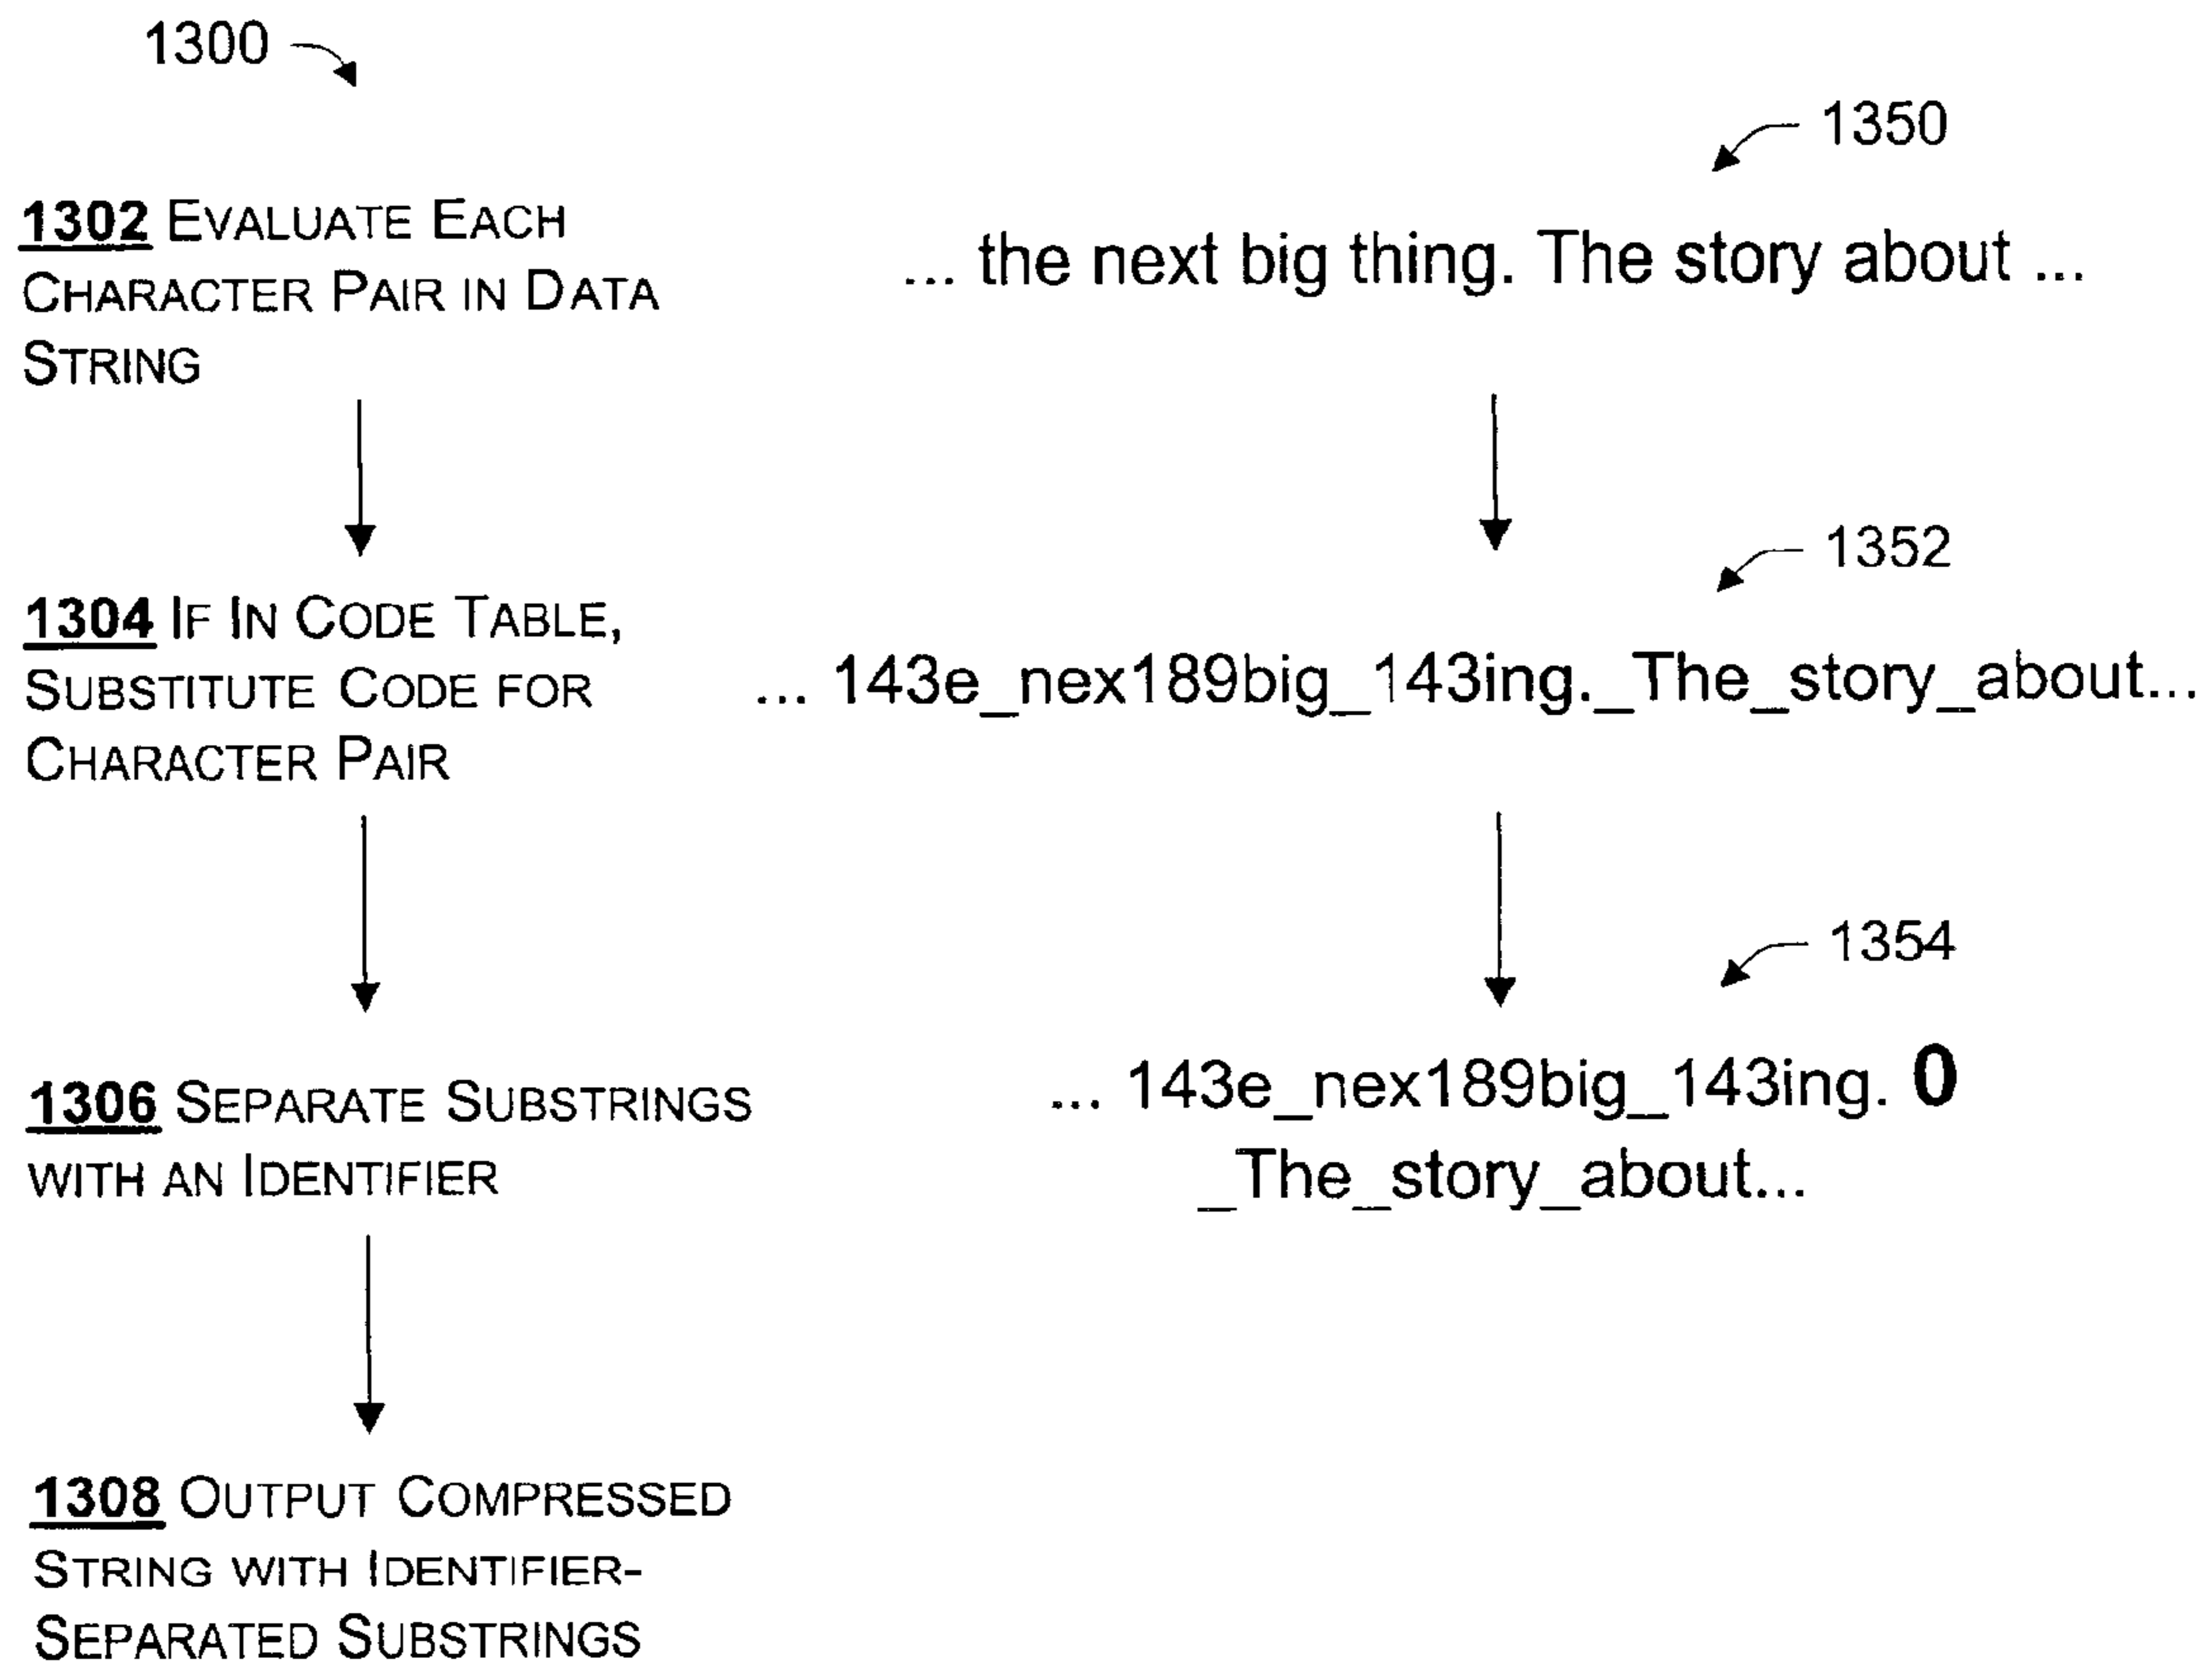 1300
1350
1302 EVALUATE EACH
CHARACTER PAIR IN DATA
STRING
... the next big thing. The story about ...
1352
1304 IF IN CODE TABLE,
SUBSTITUTE CODE FOR
CHARACTER PAIR
... 143e_nex189big_143ing._The_story_about...
1354
1306 SEPARATE SUBSTRINGS
WITH AN IDENTIFIER
... 143e_nex189big_143ing. 0
_The_story_about...
1308 OUTPUT COMPRESSED
STRING WITH IDENTIFIER-
SEPARATED SUBSTRINGS